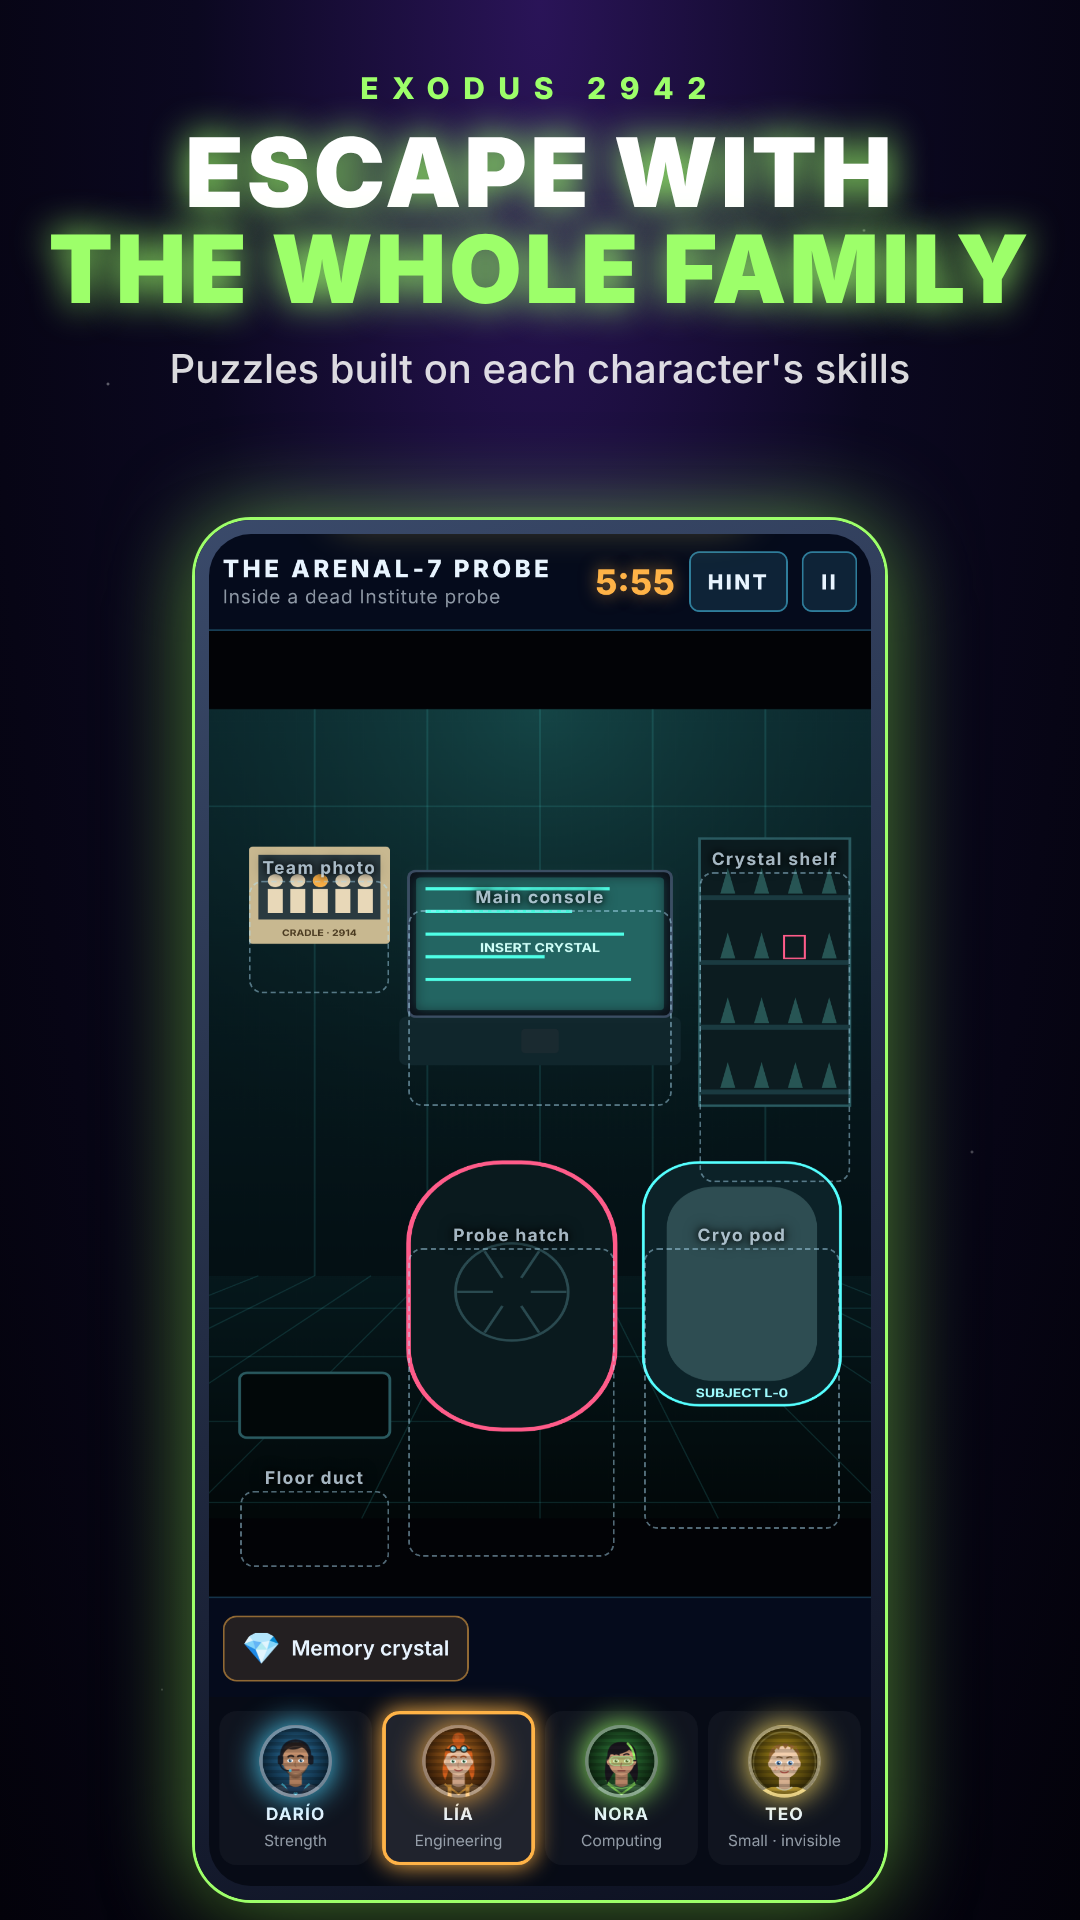 EXODUS 2942
ESCAPE WITH
THE WHOLE FAMILY
Puzzles built on each character's skills
THE ARENAL-7 PROBE
Inside a dead Institute probe
5:55
HINT
II
Team photo
CRADLE · 2914
Main console
INSERT CRYSTAL
Crystal shelf
Probe hatch
Cryo pod
SUBJECT L-0
Floor duct
Memory crystal
DARÍO
Strength
LÍA
Engineering
NORA
Computing
TEO
Small · invisible